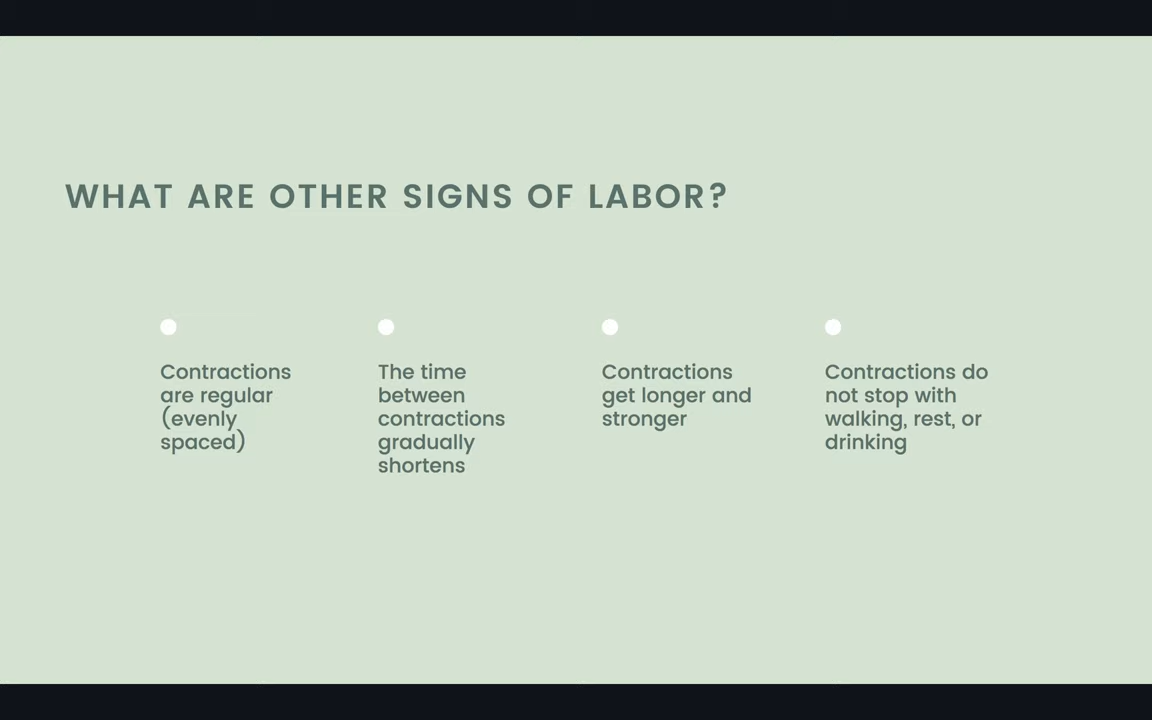 WHAT ARE OTHER SIGNS OF LABOR?
Contractions
are regular
(evenly
spaced)
The time
between
contractions
gradually
shortens
Contractions
get longer and
stronger
Contractions do
not stop with
walking, rest, or
drinking